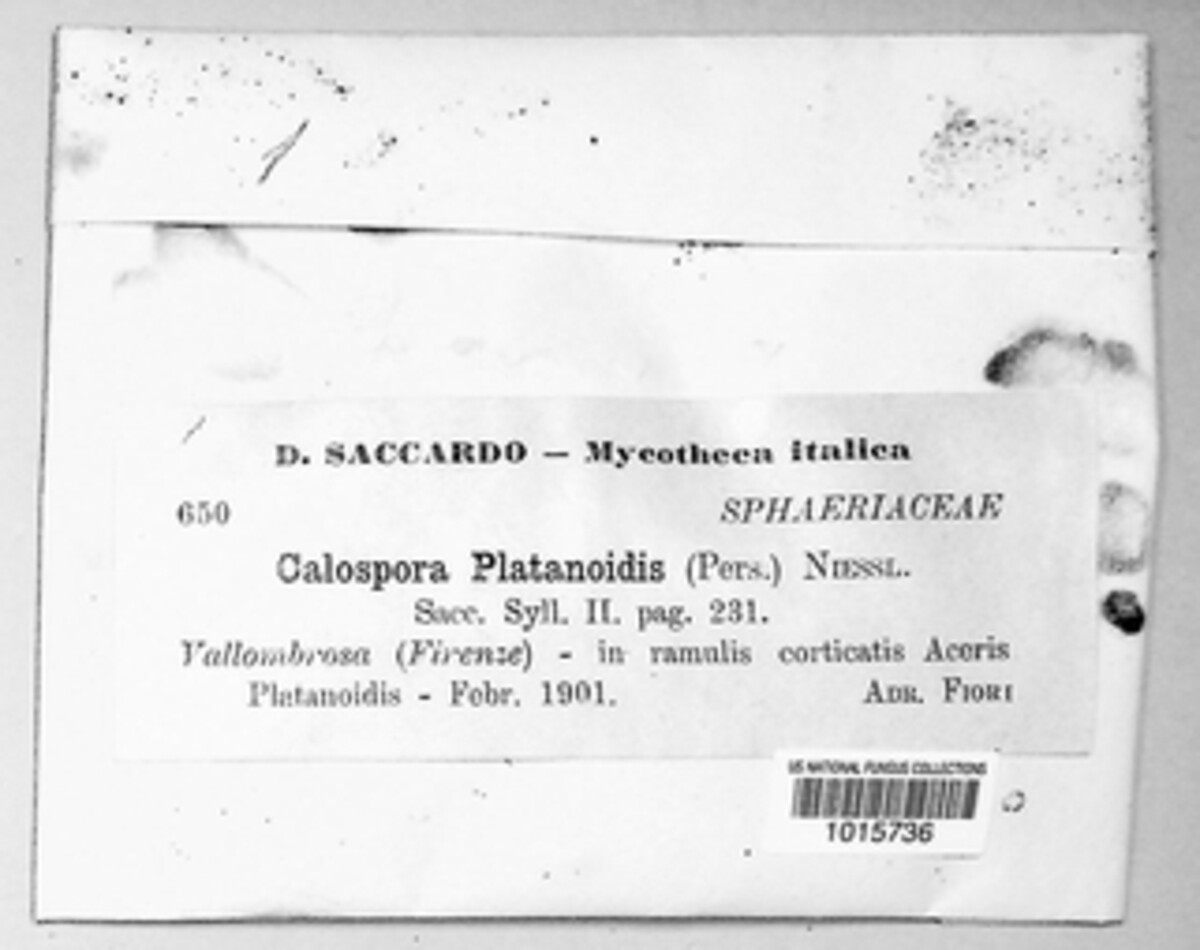 D. SACCARDO — Mycotheca italica
650 SPHAERIACEAE
Calospora Platanoidis (Pers.) NIESSL.
Sacc. Syll. II. pag. 231.
Vallombrosa (Firenze) - in ramulis corticatis Aceris
Platanoidis - Febr. 1901. ADR. FIORI
US NATIONAL FUNGUS COLLECTIONS
1015736